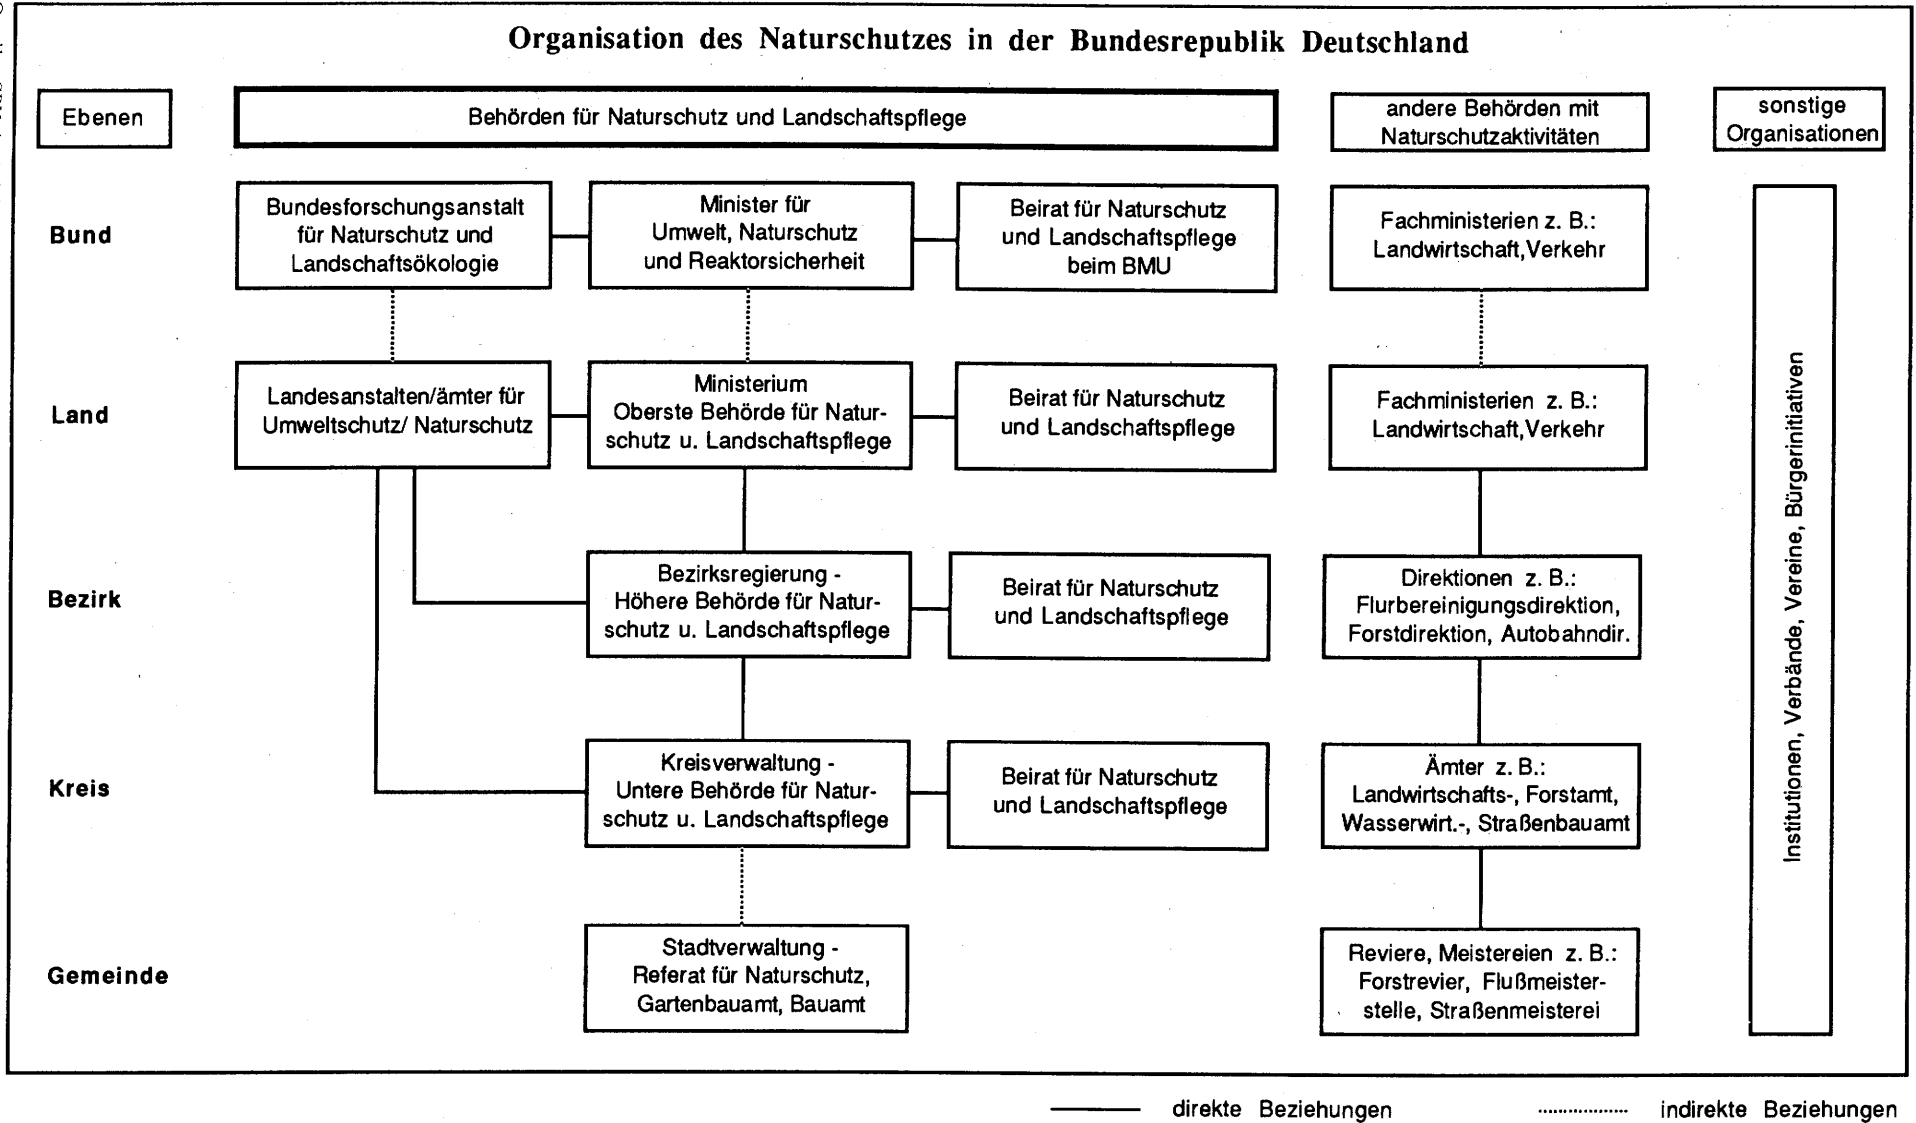 Organisation des Naturschutzes in der Bundesrepublik Deutschland
Ebenen
Behörden für Naturschutz und Landschaftspflege
andere Behörden mit
Naturschutzaktivitäten
sonstige
Organisationen
Bund
Bundesforschungsanstalt
für Naturschutz und
Landschaftsökologie
Minister für
Umwelt, Naturschutz
und Reaktorsicherheit
Beirat für Naturschutz
und Landschaftspflege
beim BMU
Fachministerien z. B.:
Landwirtschaft,Verkehr
Land
Landesanstalten/ämter für
Umweltschutz/ Naturschutz
Ministerium
Oberste Behörde für Natur-
schutz u. Landschaftspflege
Beirat für Naturschutz
und Landschaftspflege
Fachministerien z. B.:
Landwirtschaft,Verkehr
Bezirk
Bezirksregierung -
Höhere Behörde für Natur-
schutz u. Landschaftspflege
Beirat für Naturschutz
und Landschaftspflege
Direktionen z. B.:
Flurbereinigungsdirektion,
Forstdirektion, Autobahndir.
Kreis
Kreisverwaltung -
Untere Behörde für Natur-
schutz u. Landschaftspflege
Beirat für Naturschutz
und Landschaftspflege
Ämter z. B.:
Landwirtschafts-, Forstamt,
Wasserwirt.-, Straßenbauamt
Gemeinde
Stadtverwaltung -
Referat für Naturschutz,
Gartenbauamt, Bauamt
Reviere, Meistereien z. B.:
Forstrevier, Flußmeister-
stelle, Straßenmeisterei
Institutionen, Verbände, Vereine, Bürgerinitiativen
direkte Beziehungen
indirekte Beziehungen